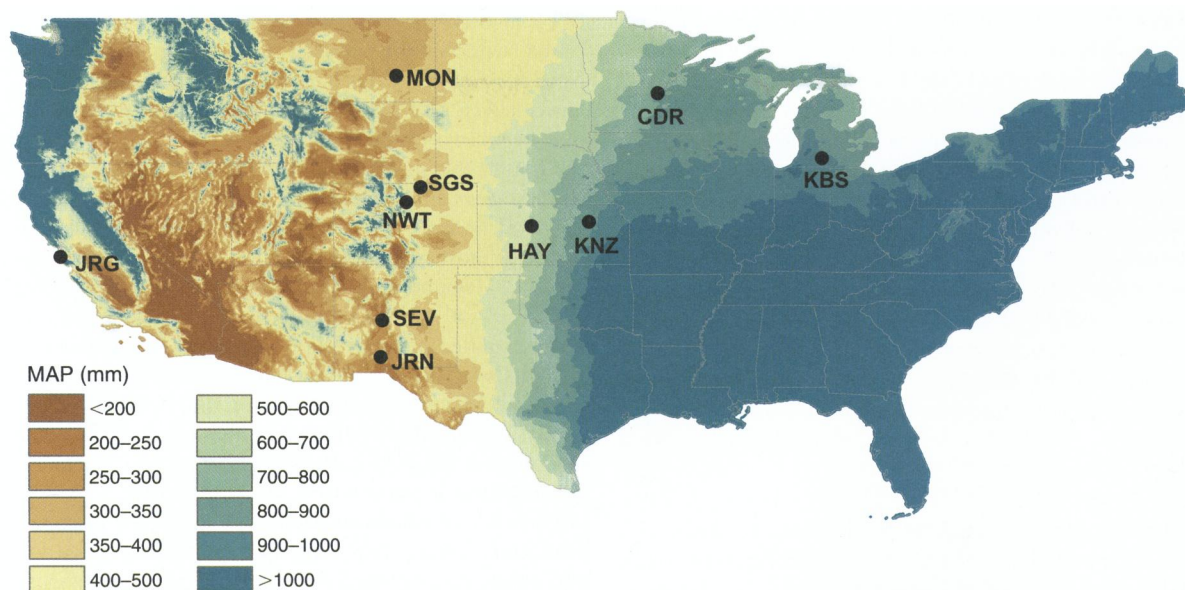 MON
CDR
KBS
SGS
NWT
HAY
KNZ
JRG
SEV
JRN
MAP (mm)
<200
200–250
250–300
300–350
350–400
400–500
500–600
600–700
700–800
800–900
900–1000
>1000